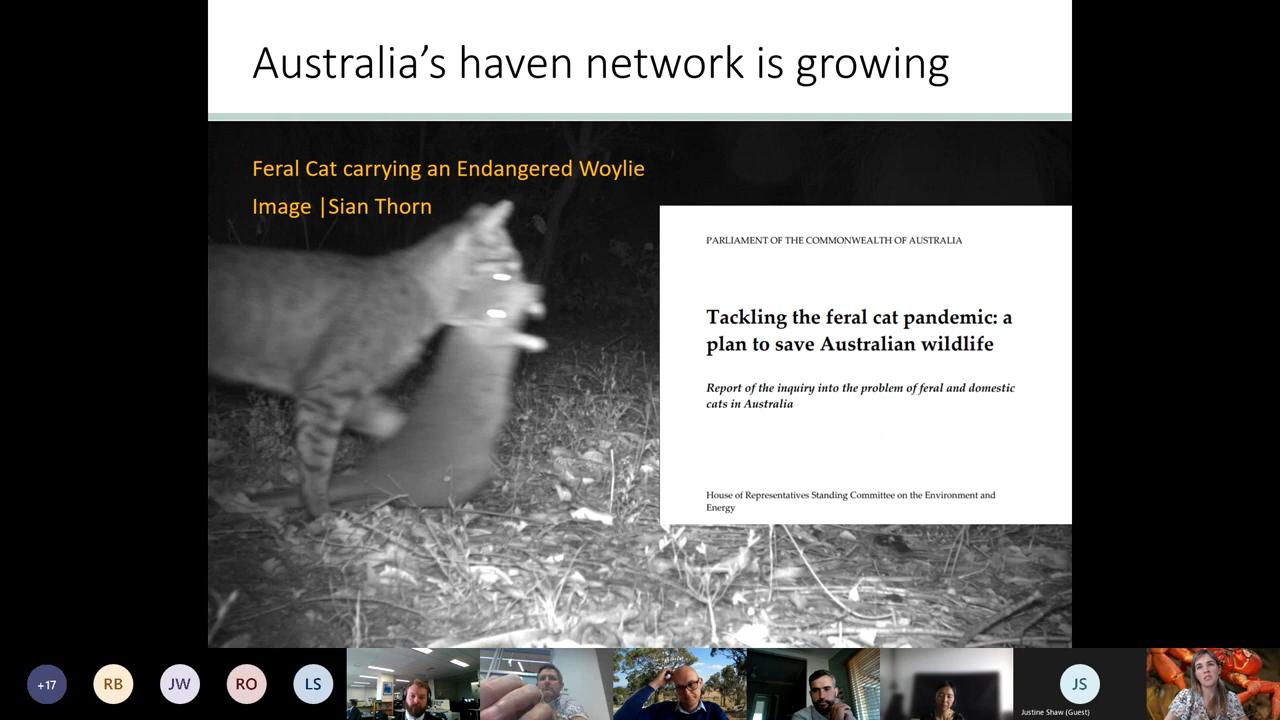 Australia’s haven network is growing
Feral Cat carrying an Endangered Woylie
Image |Sian Thorn
PARLIAMENT OF THE COMMONWEALTH OF AUSTRALIA
Tackling the feral cat pandemic: a
plan to save Australian wildlife
Report of the inquiry into the problem of feral and domestic
cats in Australia
House of Representatives Standing Committee on the Environment and
Energy
+17
RB
JW
RO
LS
JS
Justine Shaw (Guest)